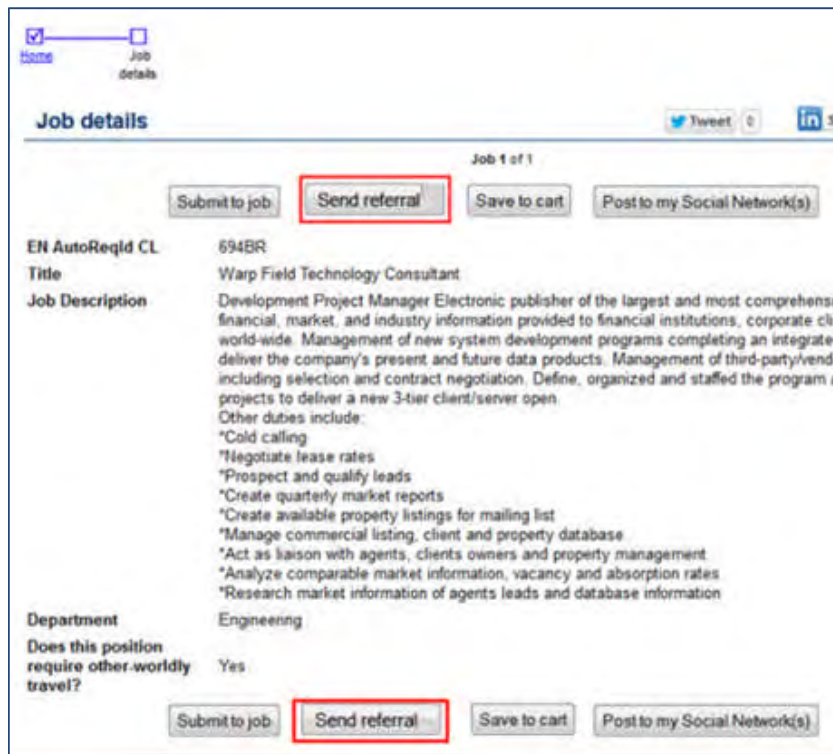 Home
Job
details
Job details
Tweet 0
in
Job 1 of 1
Submit to job Send referral Save to cart Post to my Social Network(s)
EN AutoReqId CL 694BR
Title Warp Field Technology Consultant
Job Description Development Project Manager Electronic publisher of the largest and most comprehens
financial, market, and industry information provided to financial institutions, corporate cli
world-wide. Management of new system development programs completing an integrate
deliver the company's present and future data products. Management of third-party/vend
including selection and contract negotiation. Define, organized and staffed the program
projects to deliver a new 3-tier client/server open
Other duties include:
*Cold calling
*Negotiate lease rates
*Prospect and qualify leads
*Create quarterly market reports
*Create available property listings for mailing list
*Manage commercial listing, client and property database
*Act as liaison with agents, clients owners and property management
*Analyze comparable market information, vacancy and absorption rates
*Research market information of agents leads and database information
Department Engineering
Does this position
require other-worldly Yes
travel?
Submit to job Send referral Save to cart Post to my Social Network(s)